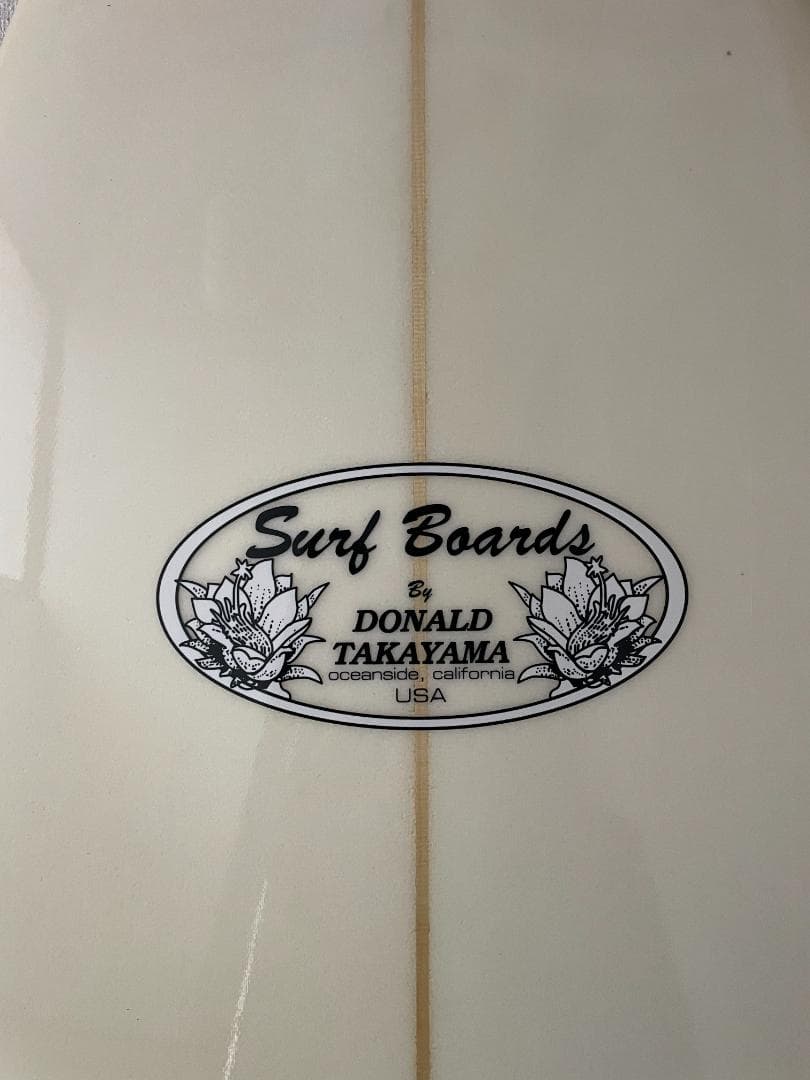 Surf Boards
By
DONALD
TAKAYAMA
oceanside, california
USA